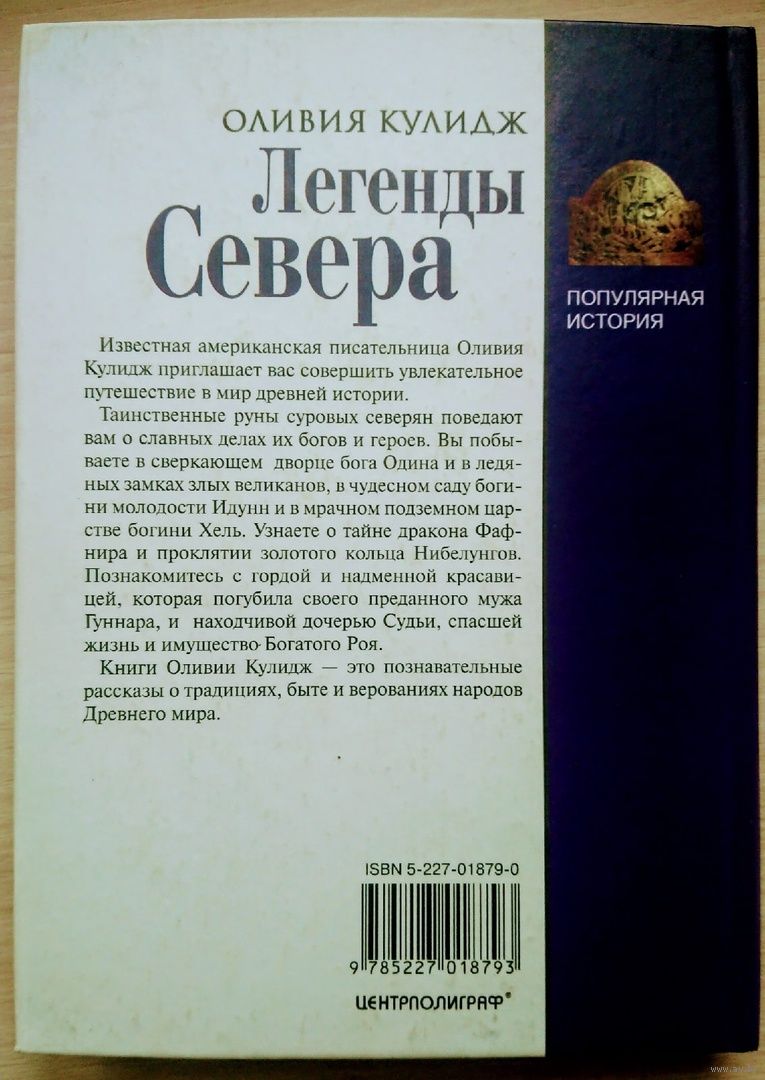 ОЛИВИЯ КУЛИДЖ
Легенды
Севера
Известная американская писательница Оливия
Кулидж приглашает вас совершить увлекательное
путешествие в мир древней истории.
Таинственные руны суровых северян поведают
вам о славных делах их богов и героев. Вы побы-
ваете в сверкающем дворце бога Одина и в ледя-
ных замках злых великанов, в чудесном саду боги-
ни молодости Идунн и в мрачном подземном цар-
стве богини Хель. Узнаете о тайне дракона Фаф-
нира и проклятии золотого кольца Нибелунгов.
Познакомитесь с гордой и надменной красави-
цей, которая погубила своего преданного мужа
Гуннара, и находчивой дочерью Судьи, спасшей
жизнь и имущество Богатого Роя.
Книги Оливии Кулидж — это познавательные
рассказы о традициях, быте и верованиях народов
Древнего мира.
ISBN 5-227-01879-0
9 785227 018793
ЦЕНТРПОЛИГРАФ®
ПОПУЛЯРНАЯ
ИСТОРИЯ